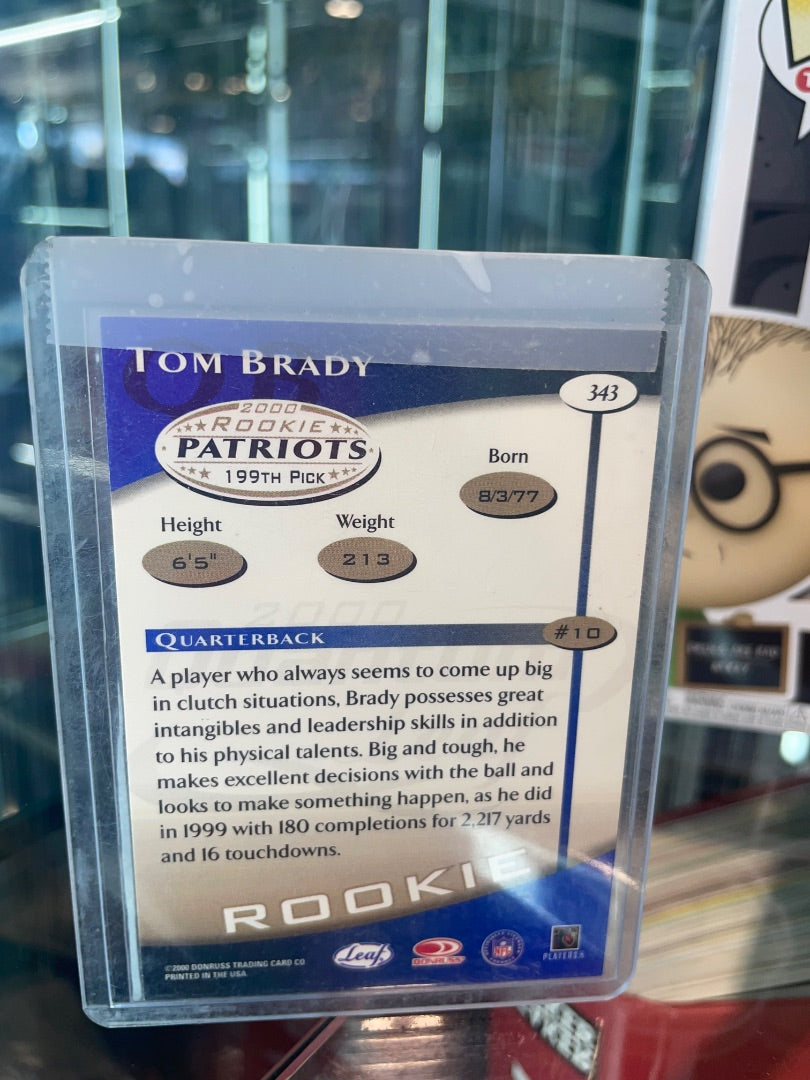 TOM BRADY
343
2000
ROOKIE
PATRIOTS
199TH PICK
Born
8/3/77
Height
Weight
6'5"
213
QUARTERBACK
#10
A player who always seems to come up big
in clutch situations, Brady possesses great
intangibles and leadership skills in addition
to his physical talents. Big and tough, he
makes excellent decisions with the ball and
looks to make something happen, as he did
in 1999 with 180 completions for 2,217 yards
and 16 touchdowns.
ROOKIE
©2000 DONRUSS TRADING CARD CO
PRINTED IN THE USA
Leaf
DONRUSS
NFL
PLAYERS